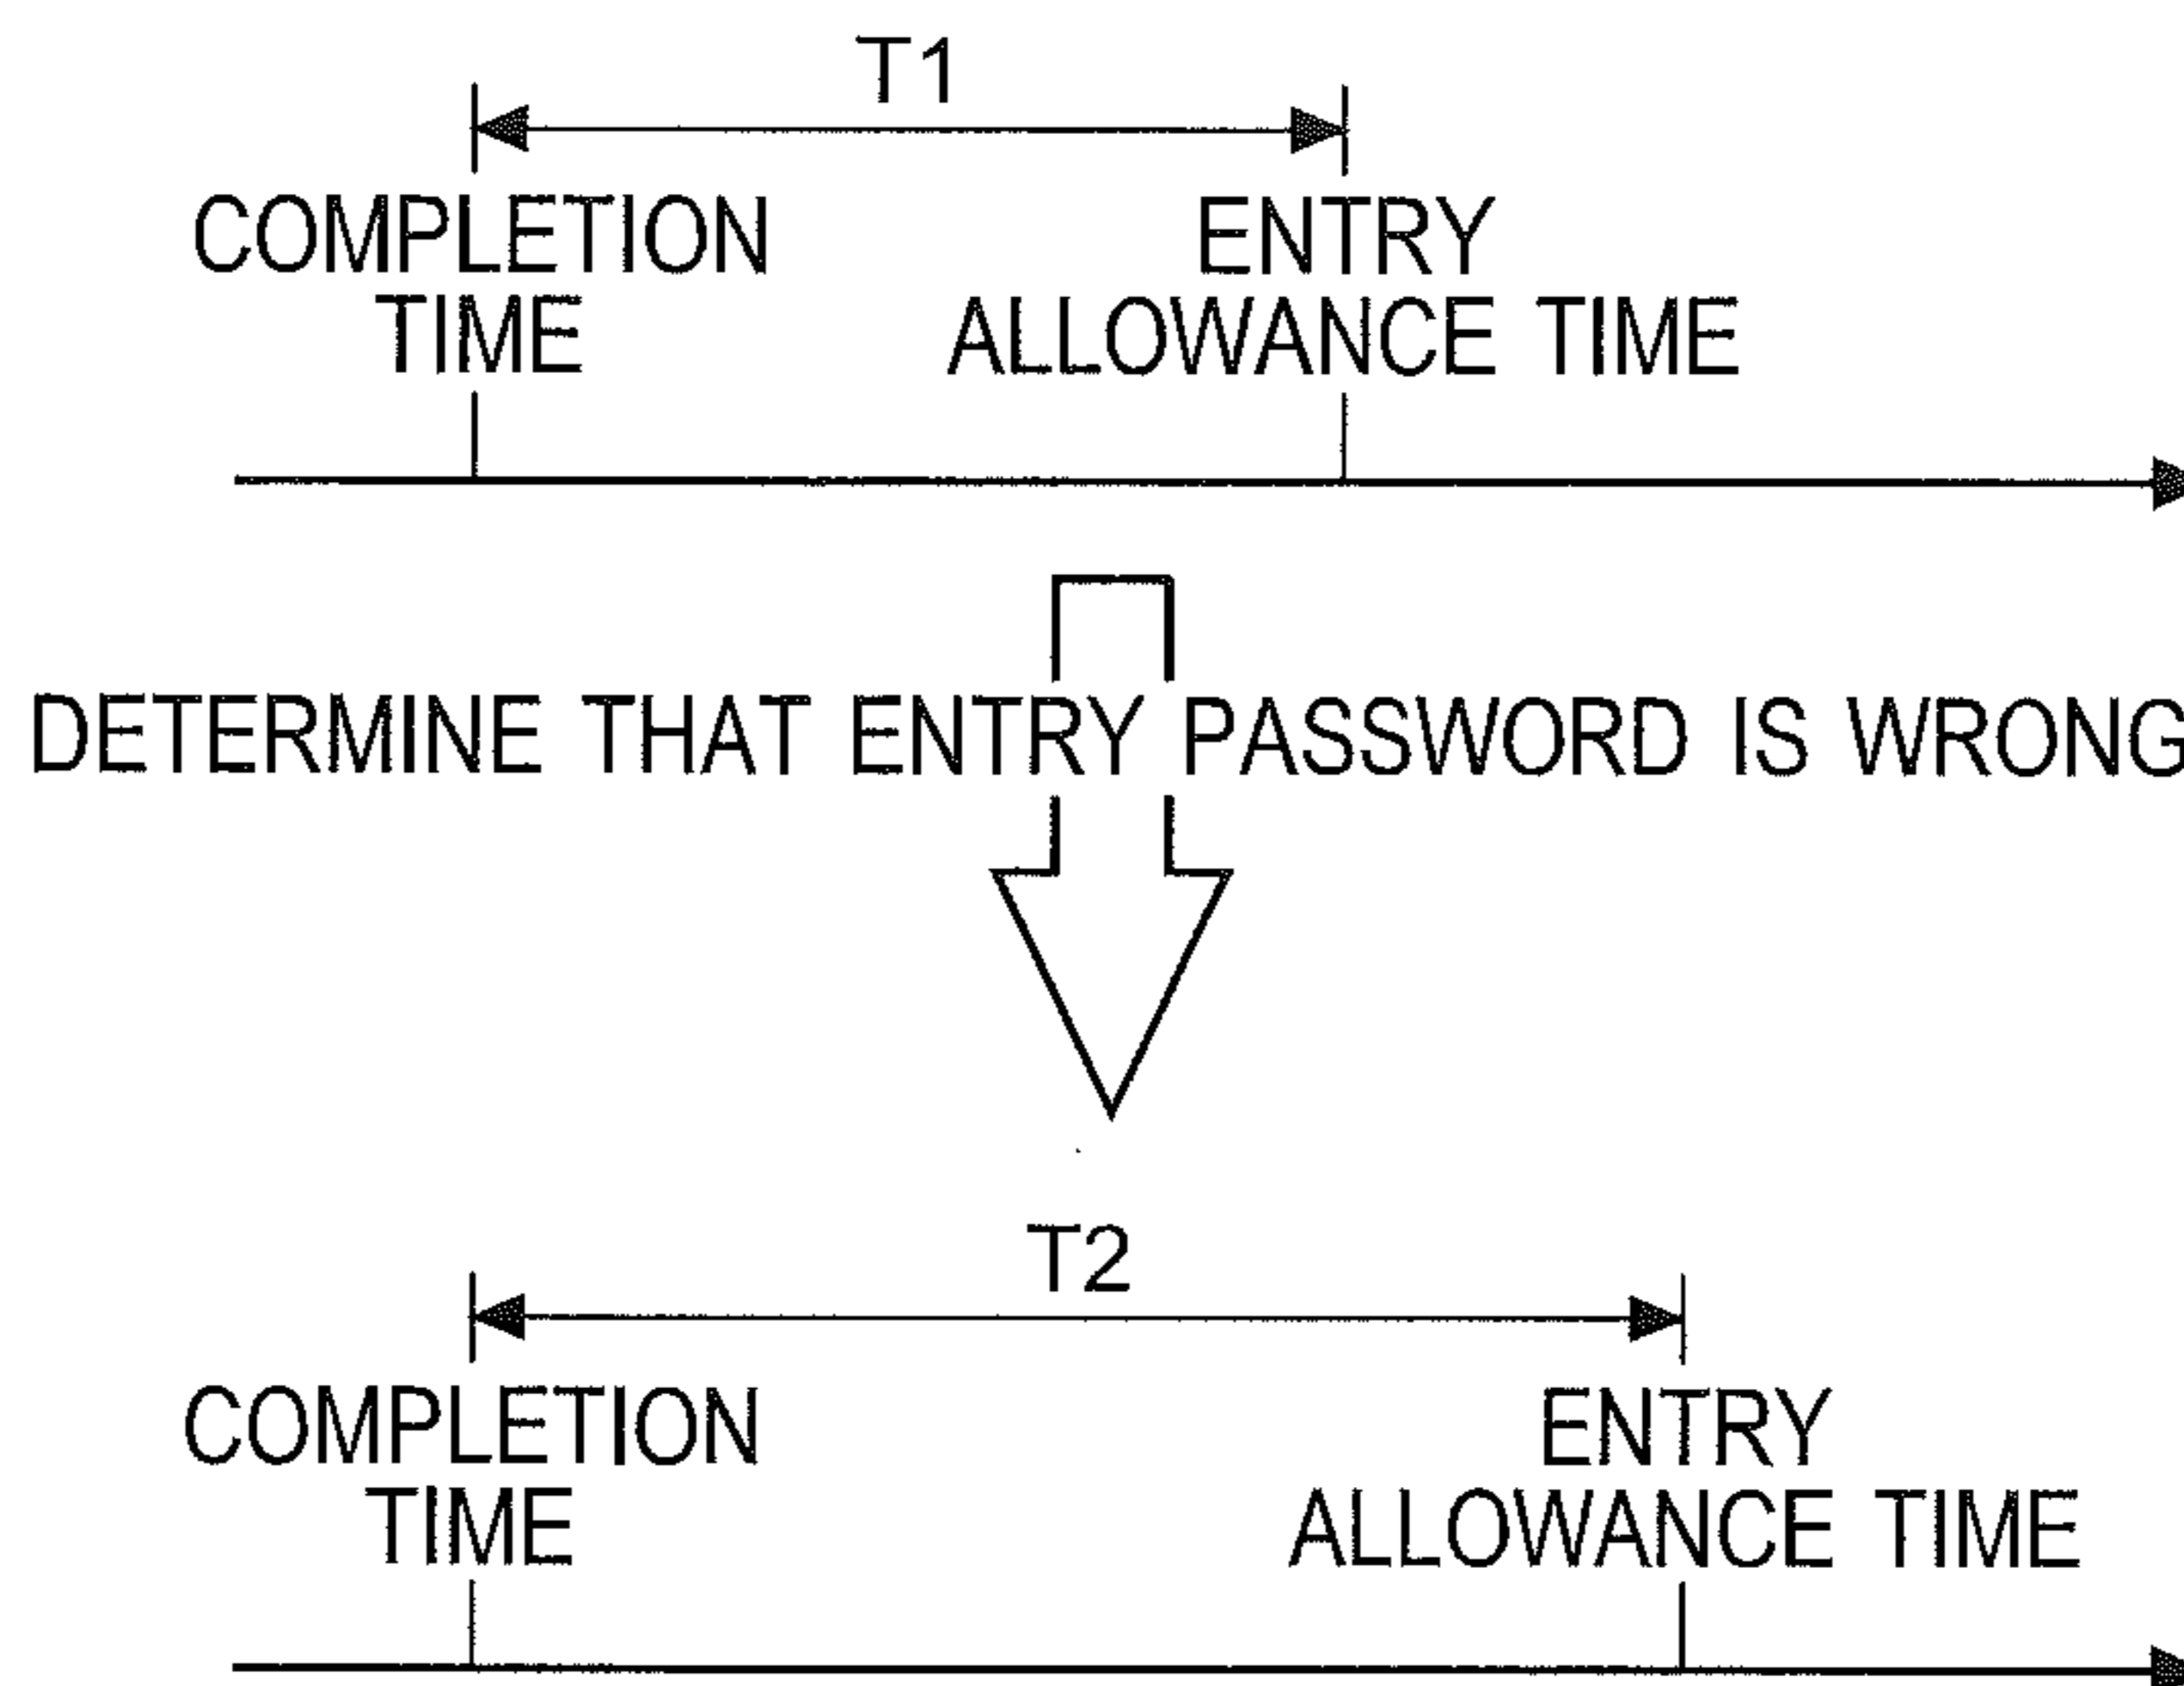 T1
COMPLETION
TIME
ENTRY
ALLOWANCE TIME
DETERMINE THAT ENTRY PASSWORD IS WRONG
T2
COMPLETION
TIME
ENTRY
ALLOWANCE TIME